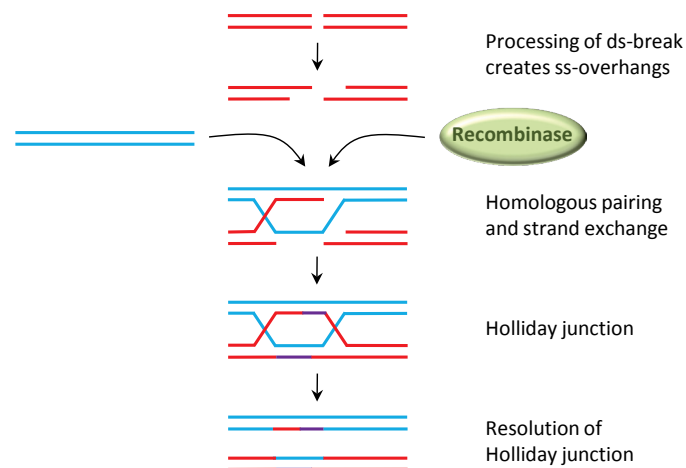 Processing of ds-break
creates ss-overhangs
Recombinase
Homologous pairing
and strand exchange
Holliday junction
Resolution of
Holliday junction